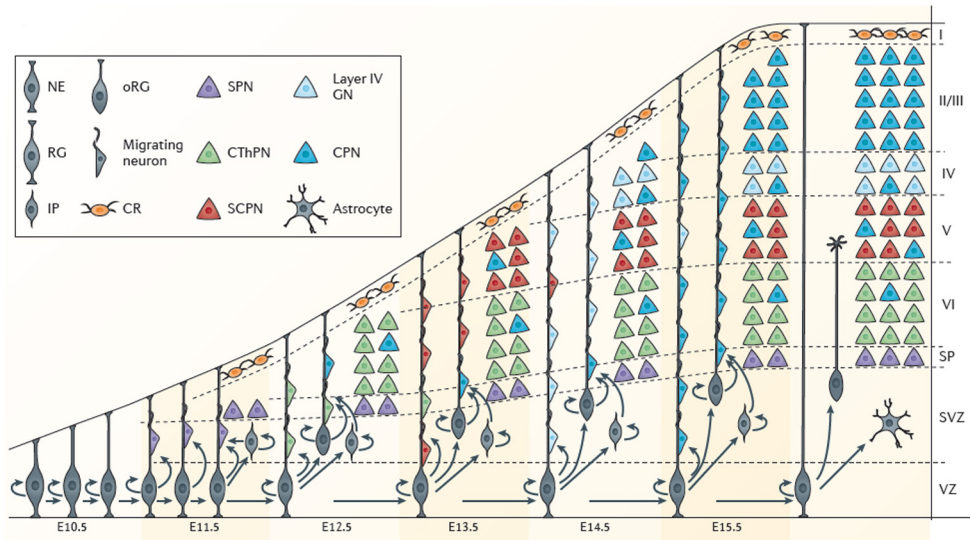 NE
oRG
SPN
Layer IV
GN
RG
Migrating
neuron
CThPN
CPN
IP
CR
SCPN
Astrocyte
I
II/III
IV
V
VI
SP
SVZ
VZ
E10.5
E11.5
E12.5
E13.5
E14.5
E15.5